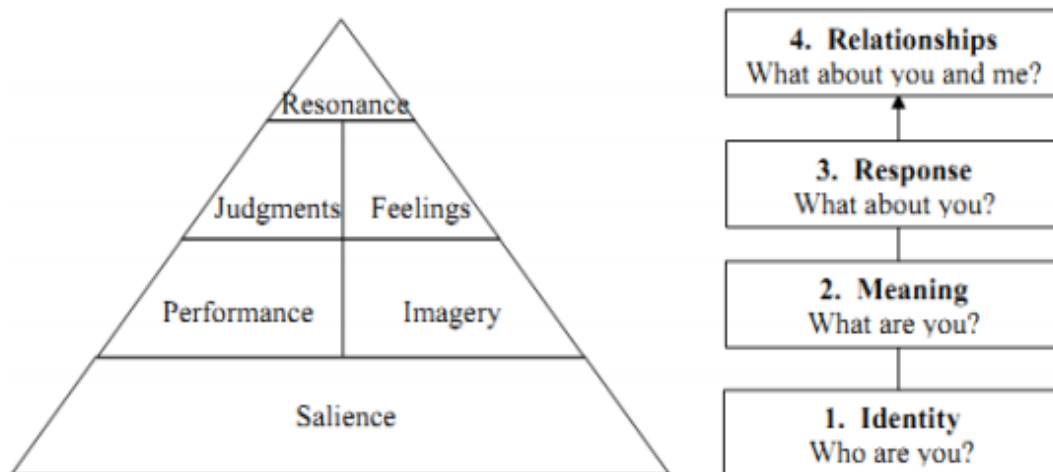 Resonance
Judgments Feelings
Performance Imagery
Salience
4. Relationships
What about you and me?
3. Response
What about you?
2. Meaning
What are you?
1. Identity
Who are you?